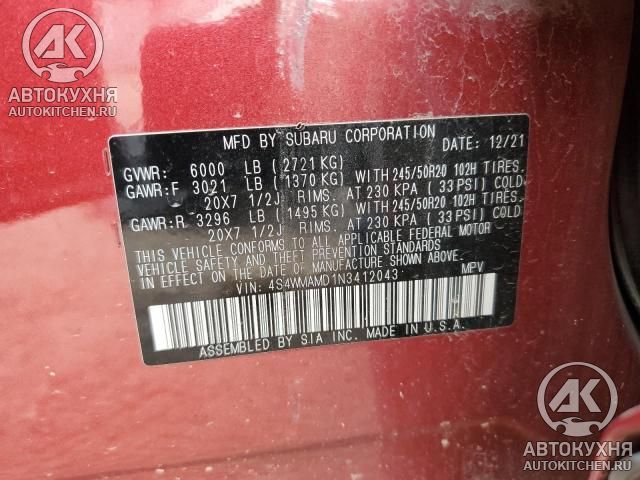 АК
АВТОКУХНЯ
AUTOKITCHEN.RU
MFD BY SUBARU CORPORATION DATE: 12/21
GVWR: 6000 LB (2721 KG)
GAWR:F 3021 LB (1370 KG) WITH 245/50R20 102H TIRES.
20X7 1/2J RIMS. AT 230 KPA (33 PSI) COLD
GAWR:R 3296 LB (1495 KG) WITH 245/50R20 102H TIRES.
20X7 1/2J RIMS. AT 230 KPA (33 PSI) COLD
THIS VEHICLE CONFORMS TO ALL APPLICABLE FEDERAL MOTOR
VEHICLE SAFETY AND THEFT PREVENTION STANDARDS IN
EFFECT ON THE DATE OF MANUFACTURE SHOWN ABOVE.
VIN: 4S4WMAMD1N3412043 MPV
ASSEMBLED BY SIA INC. MADE IN U.S.A.
АК
АВТОКУХНЯ
AUTOKITCHEN.RU